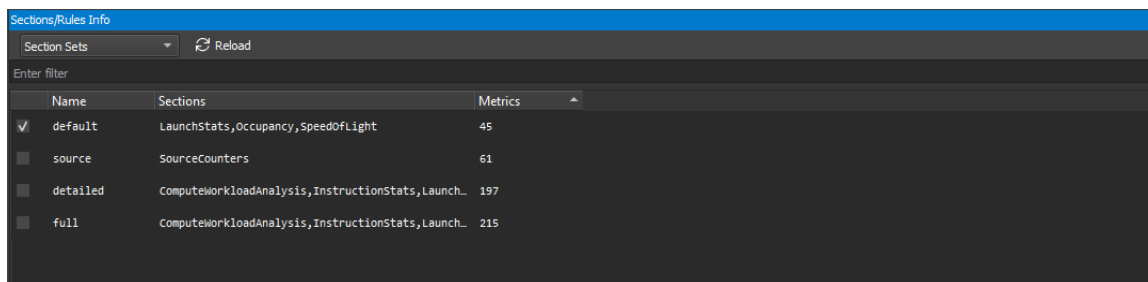 Sections/Rules Info
Section Sets Reload
Enter filter
Name Sections Metrics
default LaunchStats,Occupancy,SpeedOfLight 45
source SourceCounters 61
detailed ComputeWorkloadAnalysis,InstructionStats,Launch… 197
full ComputeWorkloadAnalysis,InstructionStats,Launch… 215